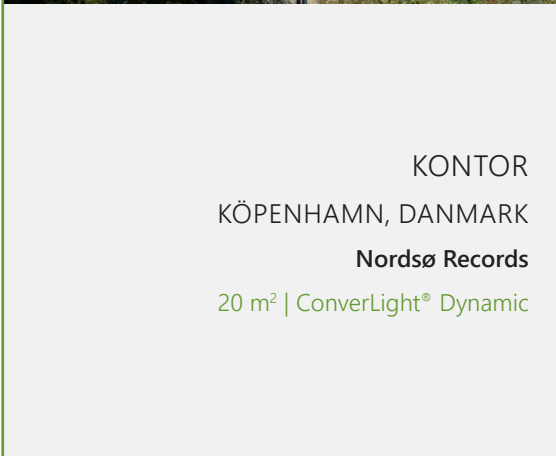 KONTOR
KÖPENHAMN, DANMARK
Nordsø Records
20 m² | ConverLight® Dynamic